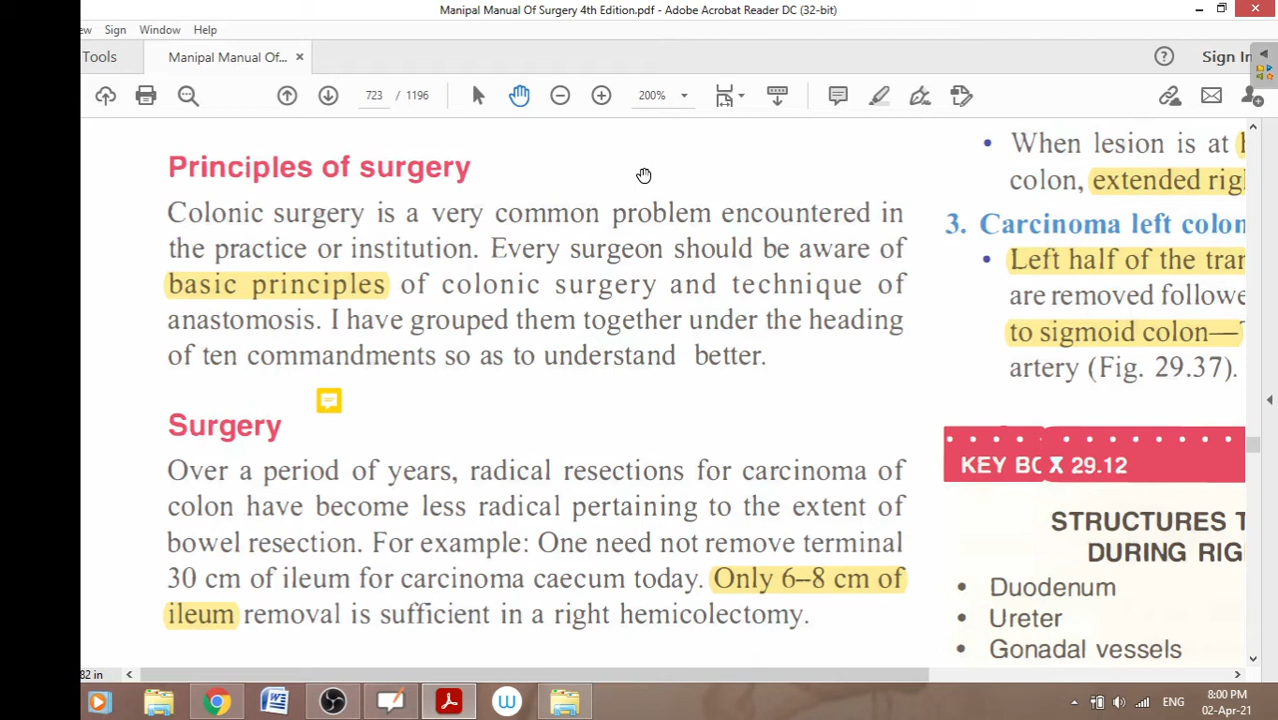 Manipal Manual Of Surgery 4th Edition.pdf - Adobe Acrobat Reader DC (32-bit)
Sign Window Help
Tools Manipal Manual Of... × Sign In
723 / 1196 200%
Principles of surgery
Colonic surgery is a very common problem encountered in
the practice or institution. Every surgeon should be aware of
basic principles of colonic surgery and technique of
anastomosis. I have grouped them together under the heading
of ten commandments so as to understand better.
Surgery
Over a period of years, radical resections for carcinoma of
colon have become less radical pertaining to the extent of
bowel resection. For example: One need not remove terminal
30 cm of ileum for carcinoma caecum today. Only 6–8 cm of
ileum removal is sufficient in a right hemicolectomy.
• When lesion is at
colon, extended
3. Carcinoma left colon
• Left half of the
are removed
to sigmoid colon—
artery (Fig. 29.37).
KEY 29.12
STRUCTURES
DURING
• Duodenum
• Ureter
• Gonadal vessels
82 in
ENG
8:00 PM
02-Apr-21